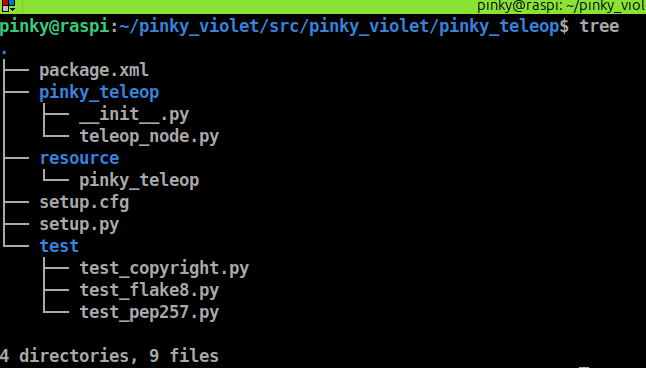 pinky@raspi: ~/pinky_viol
pinky@raspi:~/pinky_violet/src/pinky_violet/pinky_teleop$ tree
.
├── package.xml
├── pinky_teleop
│   ├── __init__.py
│   └── teleop_node.py
├── resource
│   └── pinky_teleop
├── setup.cfg
├── setup.py
└── test
    ├── test_copyright.py
    ├── test_flake8.py
    └── test_pep257.py

4 directories, 9 files